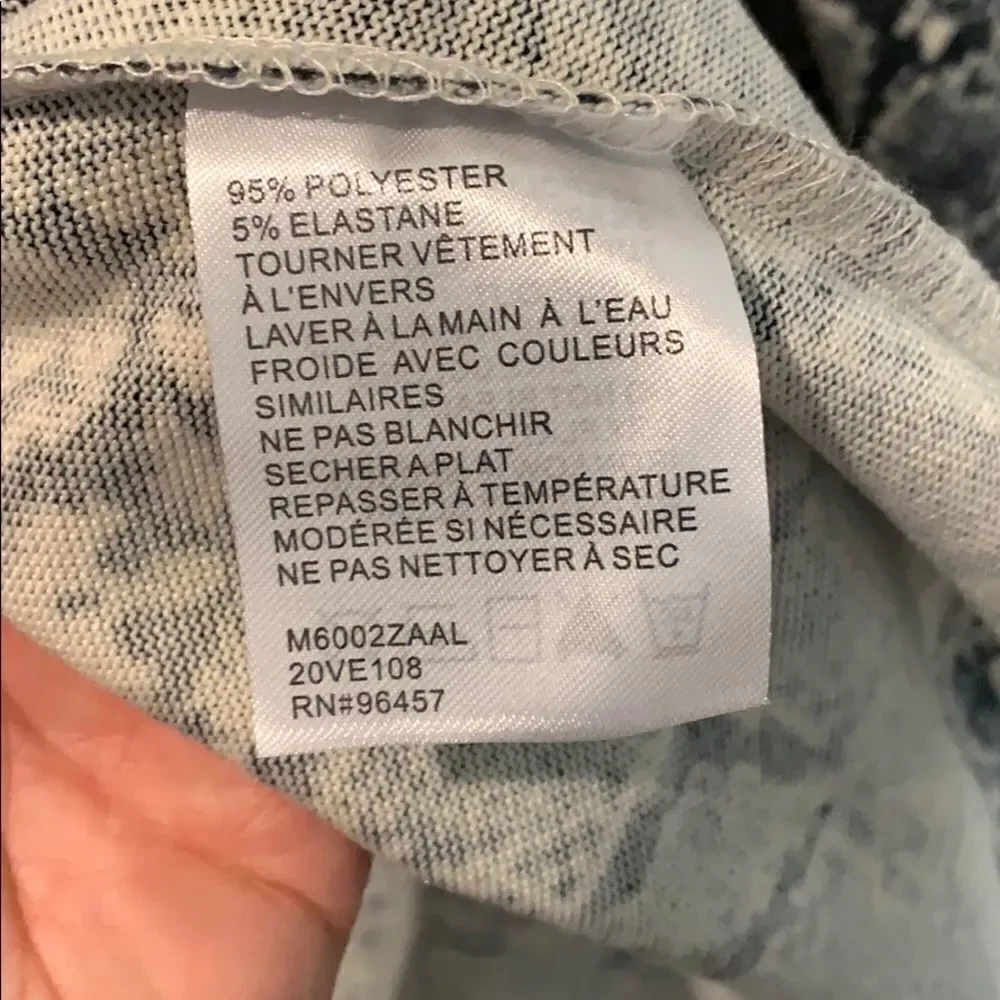 95% POLYESTER
5% ELASTANE
TOURNER VÊTEMENT
À L'ENVERS
LAVER À LA MAIN À L'EAU
FROIDE AVEC COULEURS
SIMILAIRES
NE PAS BLANCHIR
SECHER A PLAT
REPASSER À TEMPÉRATURE
MODÉRÉE SI NÉCESSAIRE
NE PAS NETTOYER À SEC
M6002ZAAL
20VE108
RN#96457